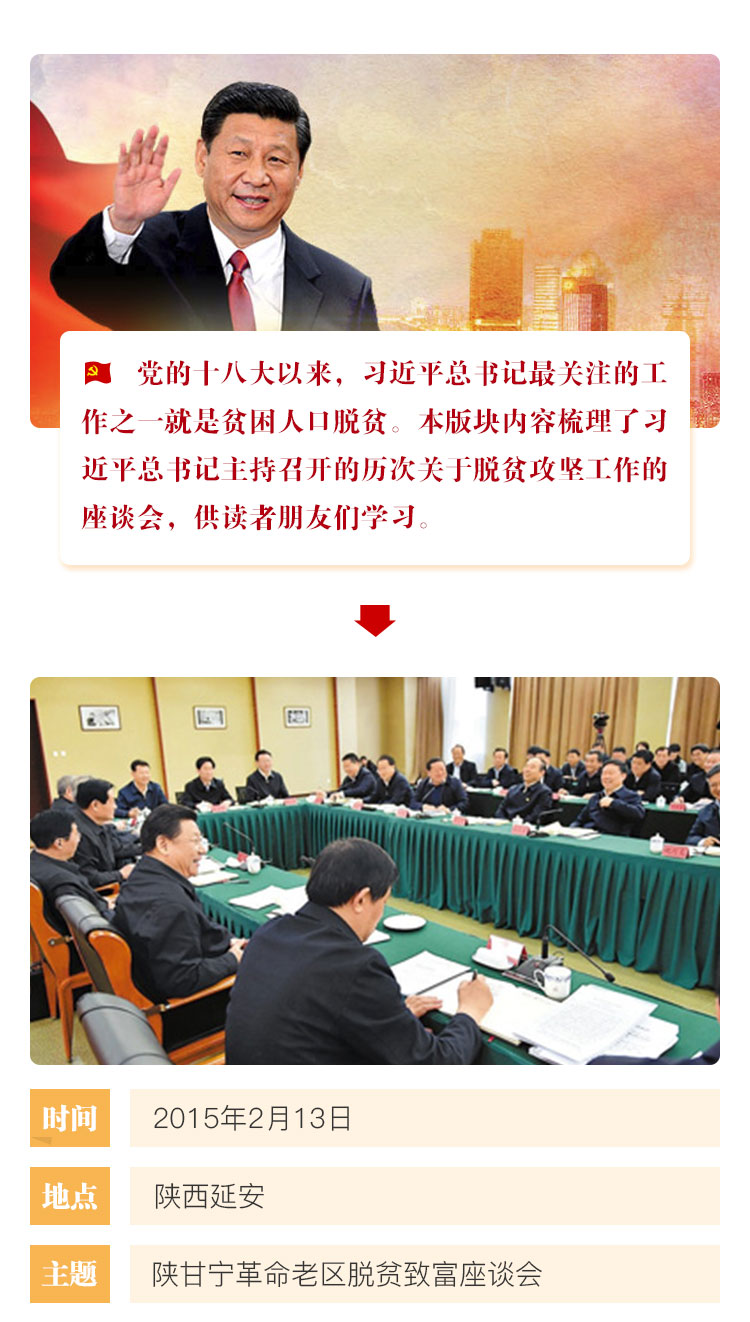 党的十八大以来，习近平总书记最关注的工
作之一就是贫困人口脱贫。本版块内容梳理了习
近平总书记主持召开的历次关于脱贫攻坚工作的
座谈会，供读者朋友们学习。
时间
2015年2月13日
地点
陕西延安
主题
陕甘宁革命老区脱贫致富座谈会